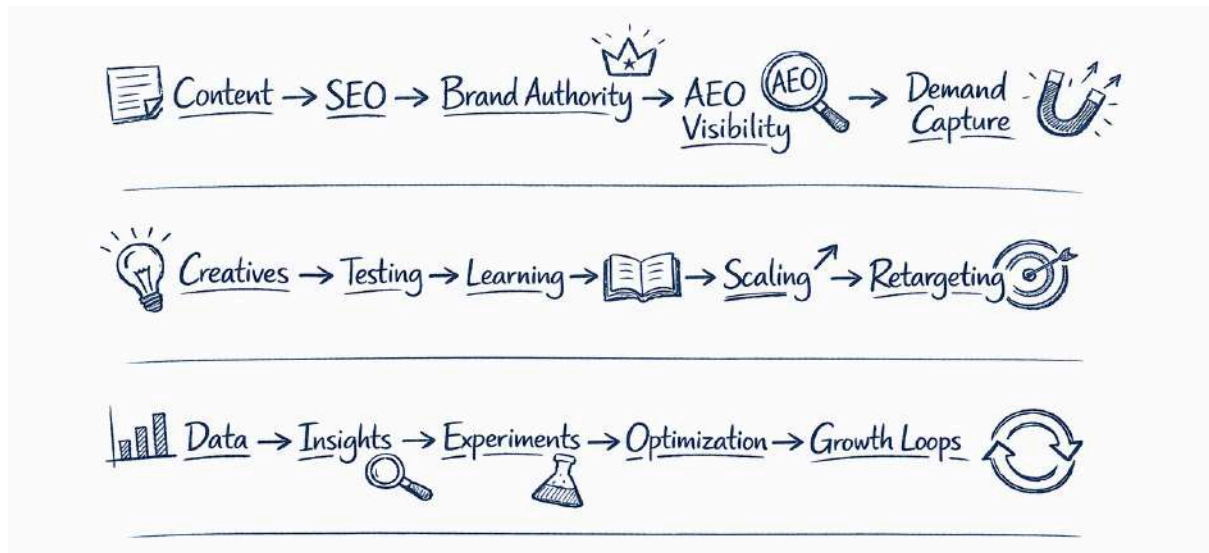 Content → SEO → Brand Authority → AEO Visibility AEO → Demand Capture
Creatives → Testing → Learning → → Scaling → Retargeting
Data → Insights → Experiments → Optimization → Growth Loops